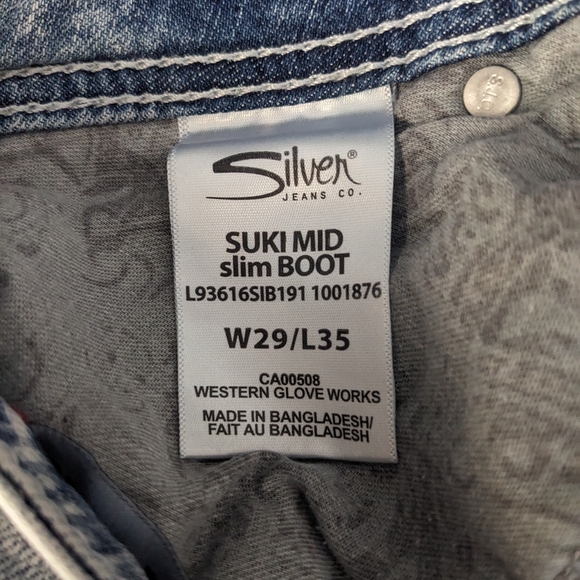 Silver®
JEANS CO.
SUKI MID
slim BOOT
L93616SIB191 1001876
W29/L35
CA00508
WESTERN GLOVE WORKS
MADE IN BANGLADESH/
FAIT AU BANGLADESH